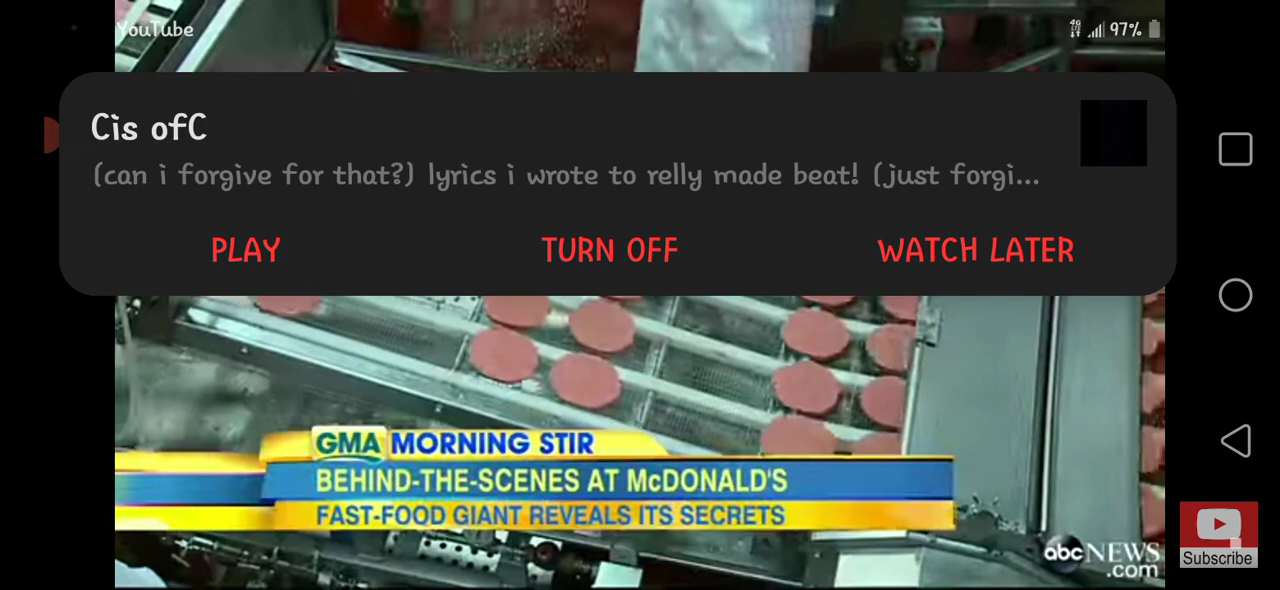 YouTube
4G LTE 97%
Cis ofC
(can i forgive for that?) lyrics i wrote to relly made beat! (just forgi...
PLAY TURN OFF WATCH LATER
GMA MORNING STIR
BEHIND-THE-SCENES AT McDONALD'S
FAST-FOOD GIANT REVEALS ITS SECRETS
abc NEWS
.com
Subscribe